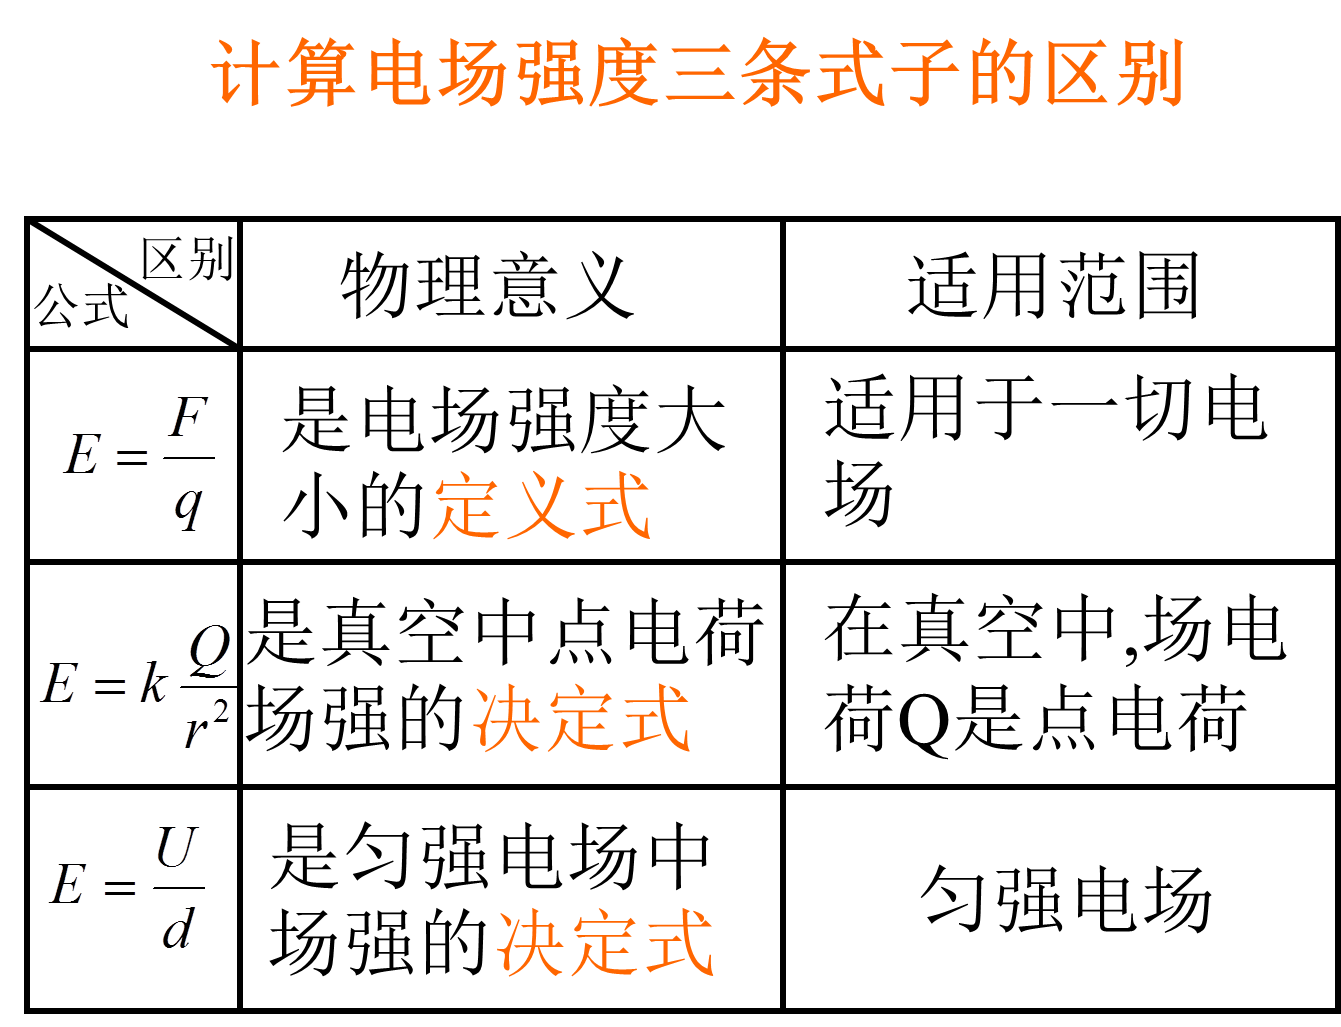 计算电场强度三条式子的区别
区别
公式
物理意义
适用范围
E = F/q
是电场强度大
小的定义式
适用于一切电
场
E = k Q/r²
是真空中点电荷
场强的决定式
在真空中,场电
荷Q是点电荷
E = U/d
是匀强电场中
场强的决定式
匀强电场